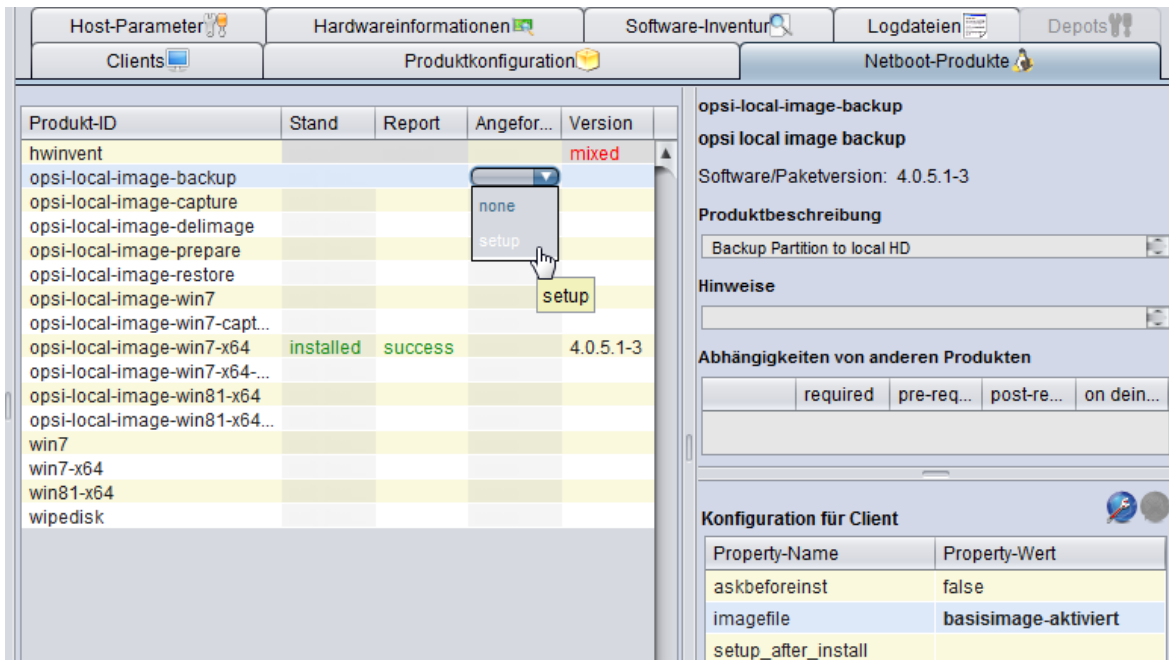 Host-Parameter Hardwareinformationen Software-Inventur Logdateien Depots
Clients Produktkonfiguration Netboot-Produkte
Produkt-ID Stand Report Angefor... Version
hwinvent mixed
opsi-local-image-backup
opsi-local-image-capture
opsi-local-image-delimage
opsi-local-image-prepare
opsi-local-image-restore
opsi-local-image-win7
opsi-local-image-win7-capt...
opsi-local-image-win7-x64 installed success 4.0.5.1-3
opsi-local-image-win7-x64-...
opsi-local-image-win81-x64
opsi-local-image-win81-x64...
win7
win7-x64
win81-x64
wipedisk
none
setup
setup
opsi-local-image-backup
opsi local image backup
Software/Paketversion: 4.0.5.1-3
Produktbeschreibung
Backup Partition to local HD
Hinweise
Abhängigkeiten von anderen Produkten
required pre-req... post-re... on dein...
Konfiguration für Client
Property-Name Property-Wert
askbeforeinst false
imagefile basisimage-aktiviert
setup_after_install